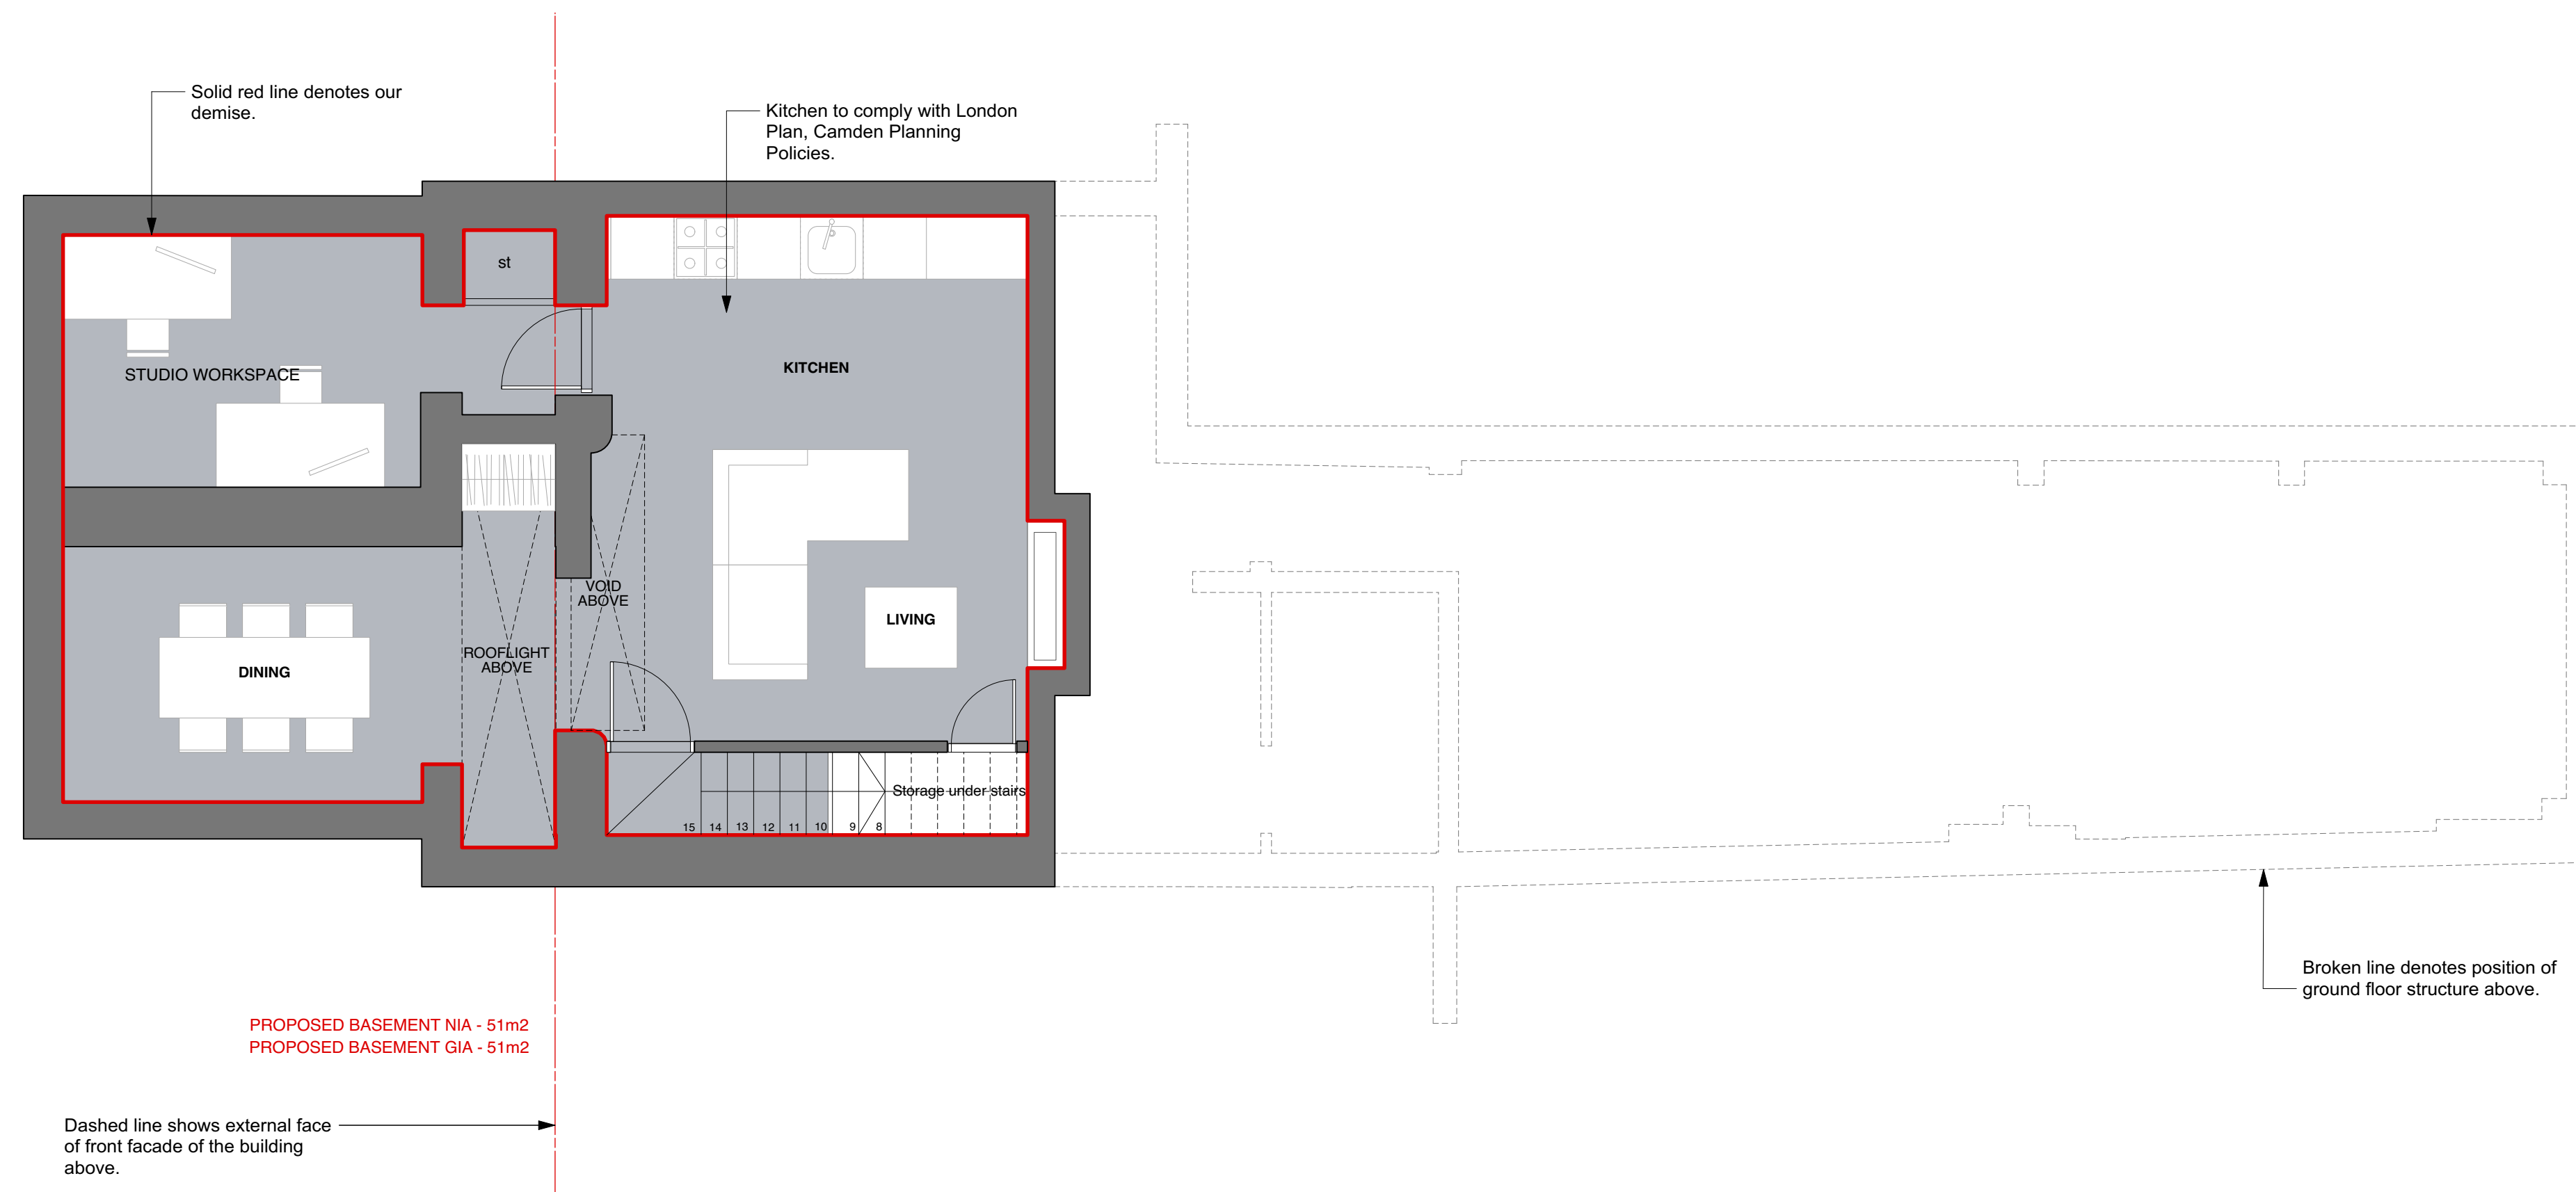 Solid red line denotes our
demise.
Kitchen to comply with London
Plan, Camden Planning
Policies.
st
STUDIO WORKSPACE
KITCHEN
VOID
ABOVE
LIVING
ROOFLIGHT
ABOVE
DINING
Storage under stairs
15 14 13 12 11 10 9 8
Broken line denotes position of
ground floor structure above.
PROPOSED BASEMENT NIA - 51m2
PROPOSED BASEMENT GIA - 51m2
Dashed line shows external face
of front facade of the building
above.